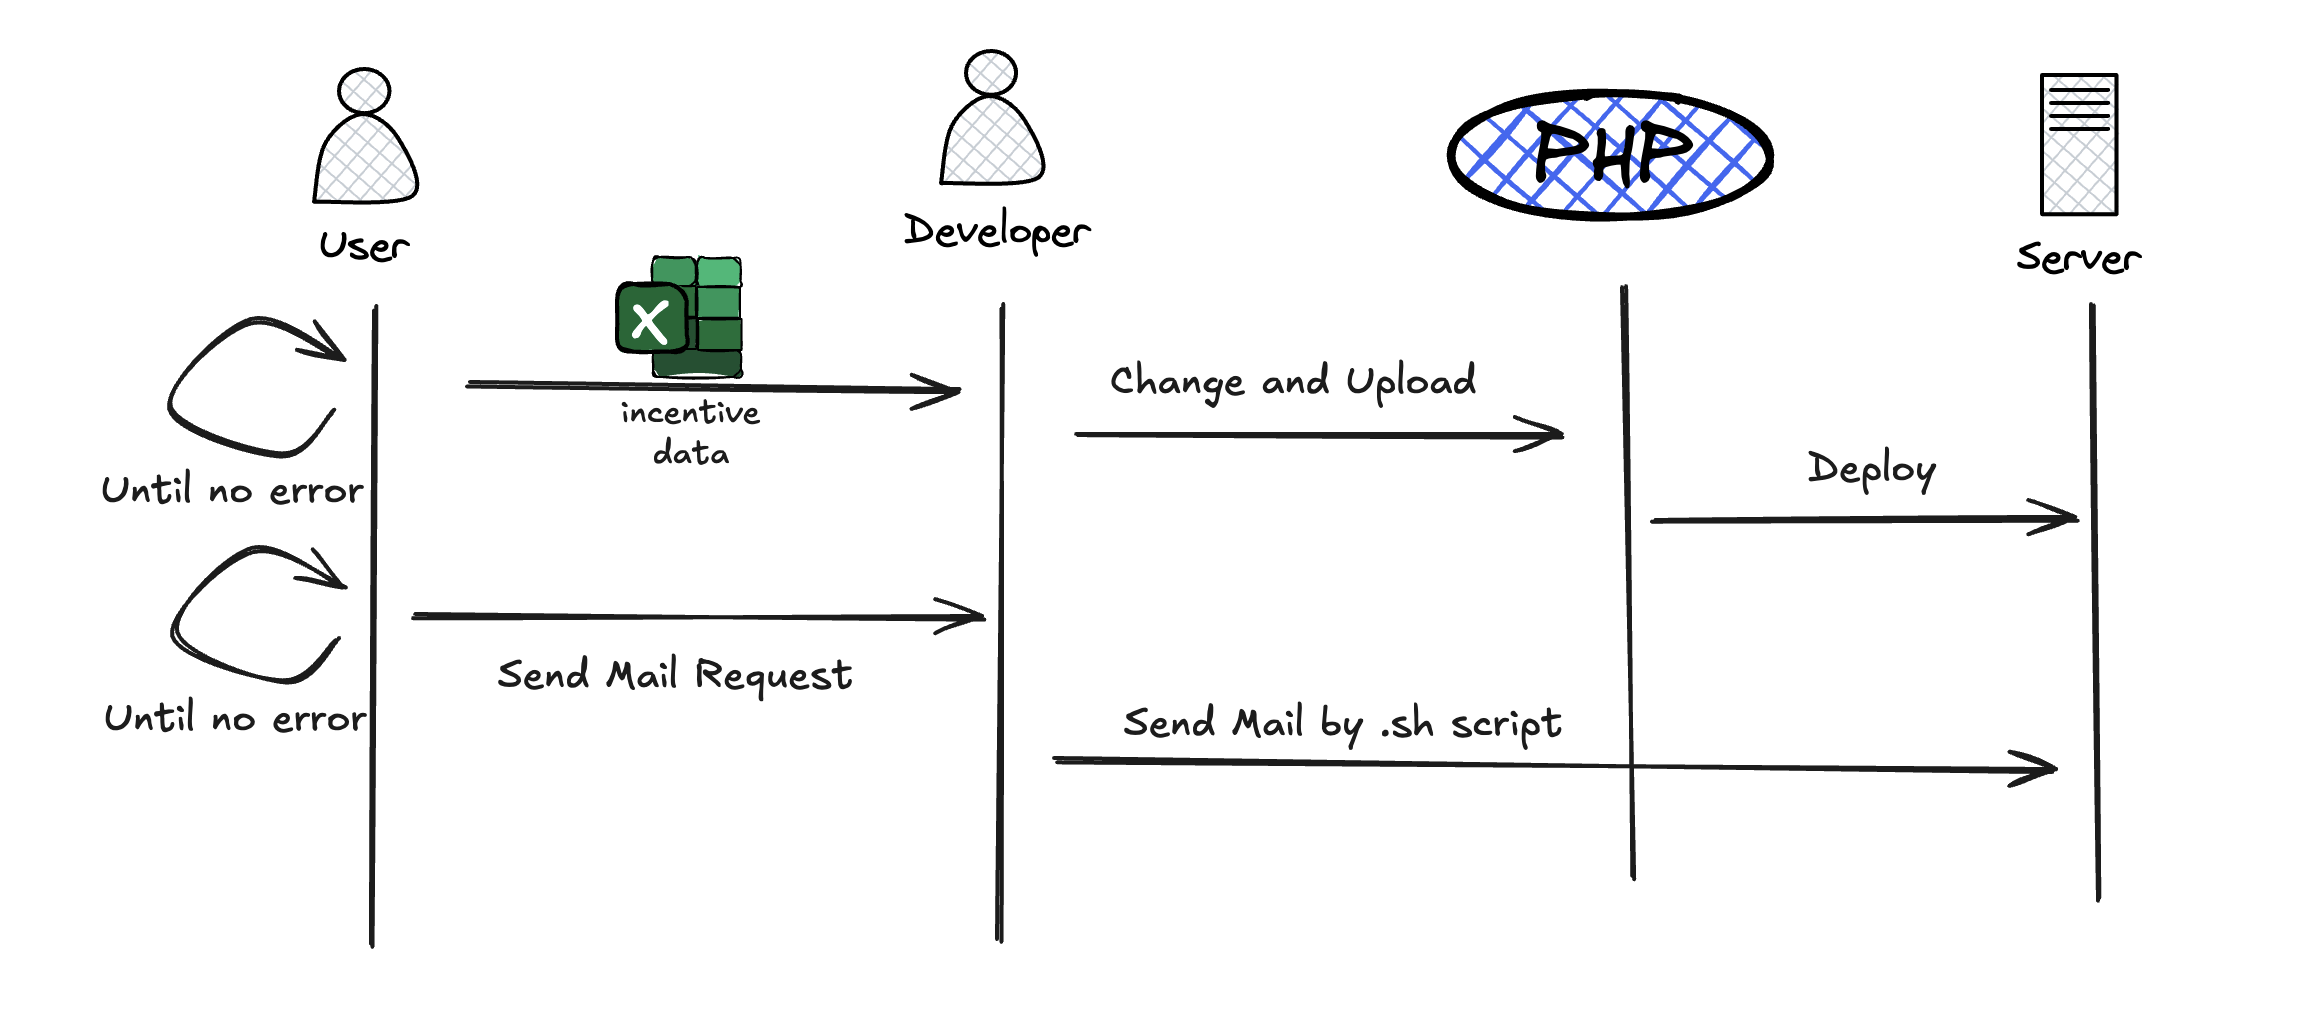 PHP
User
Developer
Server
X
incentive
data
Change and Upload
Deploy
Until no error
Send Mail Request
Until no error
Send Mail by .sh script